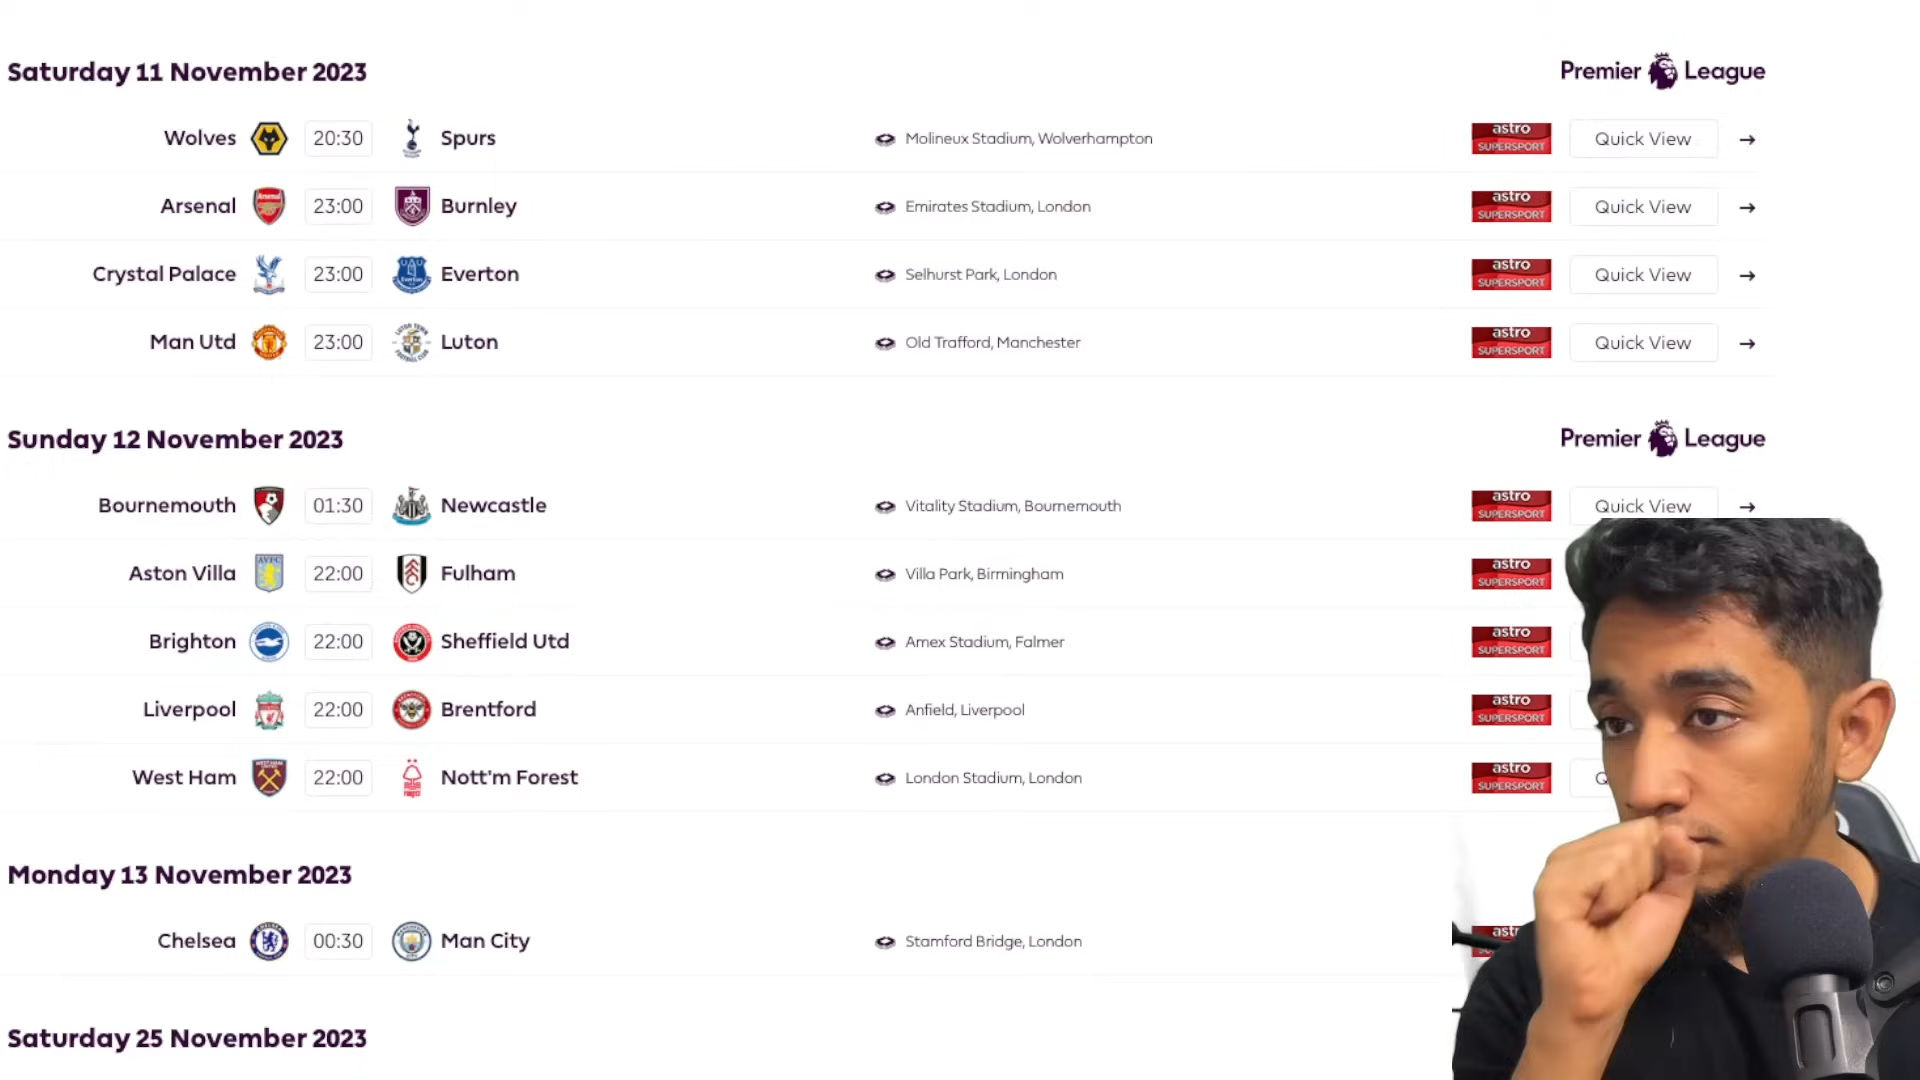 Saturday 11 November 2023 Premier League
Wolves 20:30 Spurs Molineux Stadium, Wolverhampton astro SUPERSPORT Quick View →
Arsenal 23:00 Burnley Emirates Stadium, London astro SUPERSPORT Quick View →
Crystal Palace 23:00 Everton Selhurst Park, London astro SUPERSPORT Quick View →
Man Utd 23:00 Luton Old Trafford, Manchester astro SUPERSPORT Quick View →
Sunday 12 November 2023 Premier League
Bournemouth 01:30 Newcastle Vitality Stadium, Bournemouth astro SUPERSPORT Quick View →
Aston Villa 22:00 Fulham Villa Park, Birmingham astro SUPERSPORT
Brighton 22:00 Sheffield Utd Amex Stadium, Falmer astro SUPERSPORT
Liverpool 22:00 Brentford Anfield, Liverpool astro SUPERSPORT
West Ham 22:00 Nott'm Forest London Stadium, London astro SUPERSPORT
Monday 13 November 2023
Chelsea 00:30 Man City Stamford Bridge, London
Saturday 25 November 2023